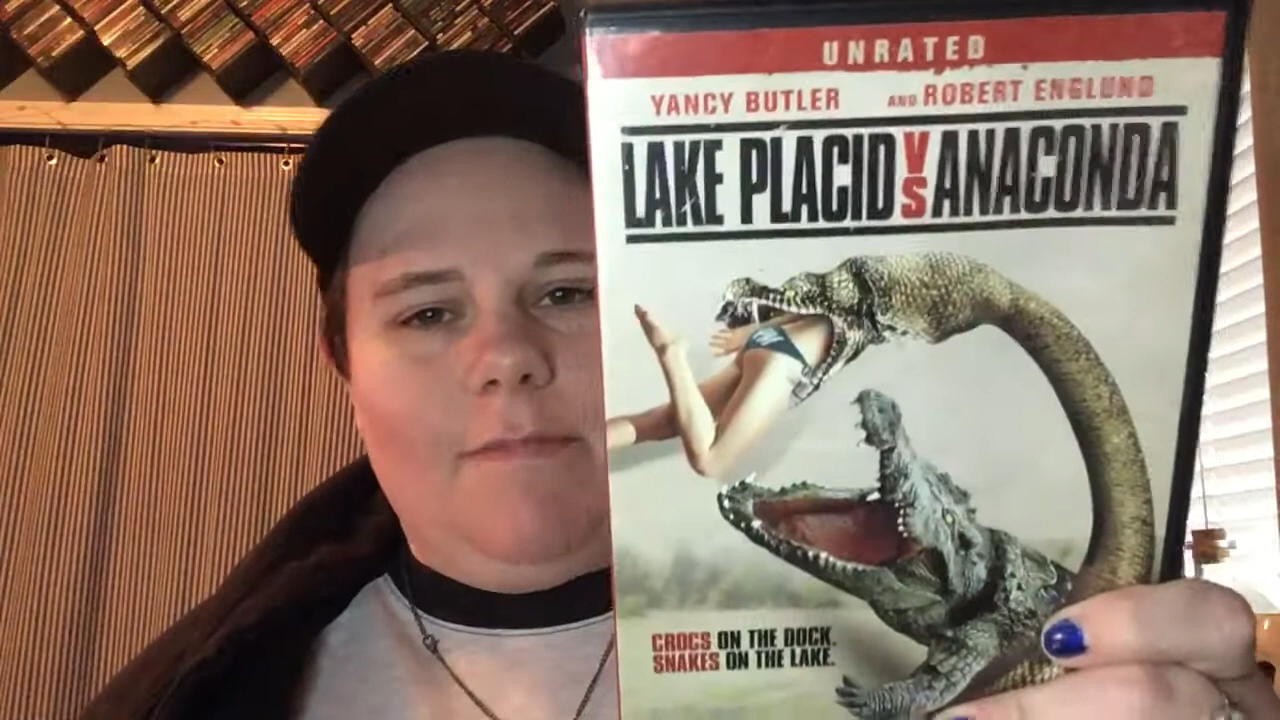 UNRATED
YANCY BUTLER AND ROBERT ENGLUND
LAKE PLACID VS ANACONDA
CROCS ON THE DOCK.
SNAKES ON THE LAKE.